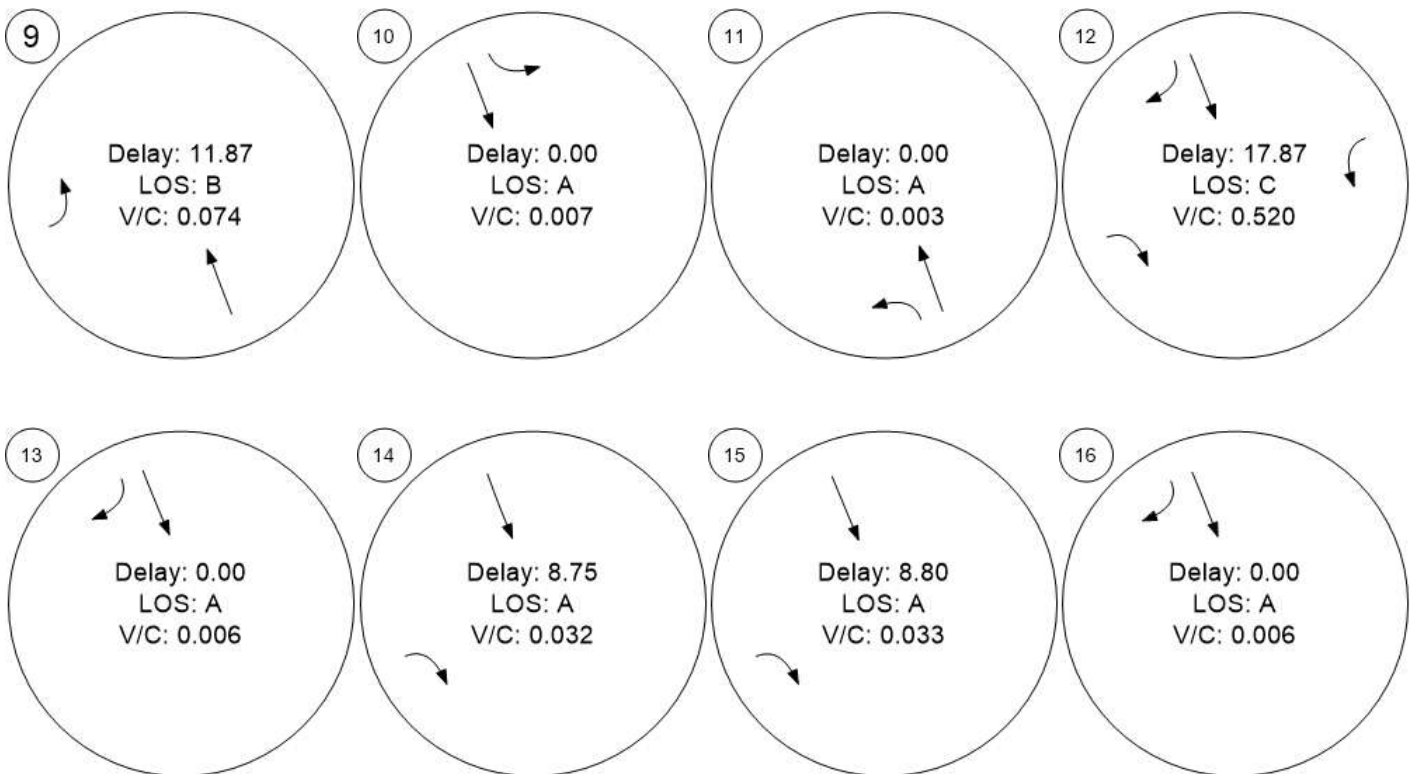 9
Delay: 11.87
LOS: B
V/C: 0.074
10
Delay: 0.00
LOS: A
V/C: 0.007
11
Delay: 0.00
LOS: A
V/C: 0.003
12
Delay: 17.87
LOS: C
V/C: 0.520
13
Delay: 0.00
LOS: A
V/C: 0.006
14
Delay: 8.75
LOS: A
V/C: 0.032
15
Delay: 8.80
LOS: A
V/C: 0.033
16
Delay: 0.00
LOS: A
V/C: 0.006